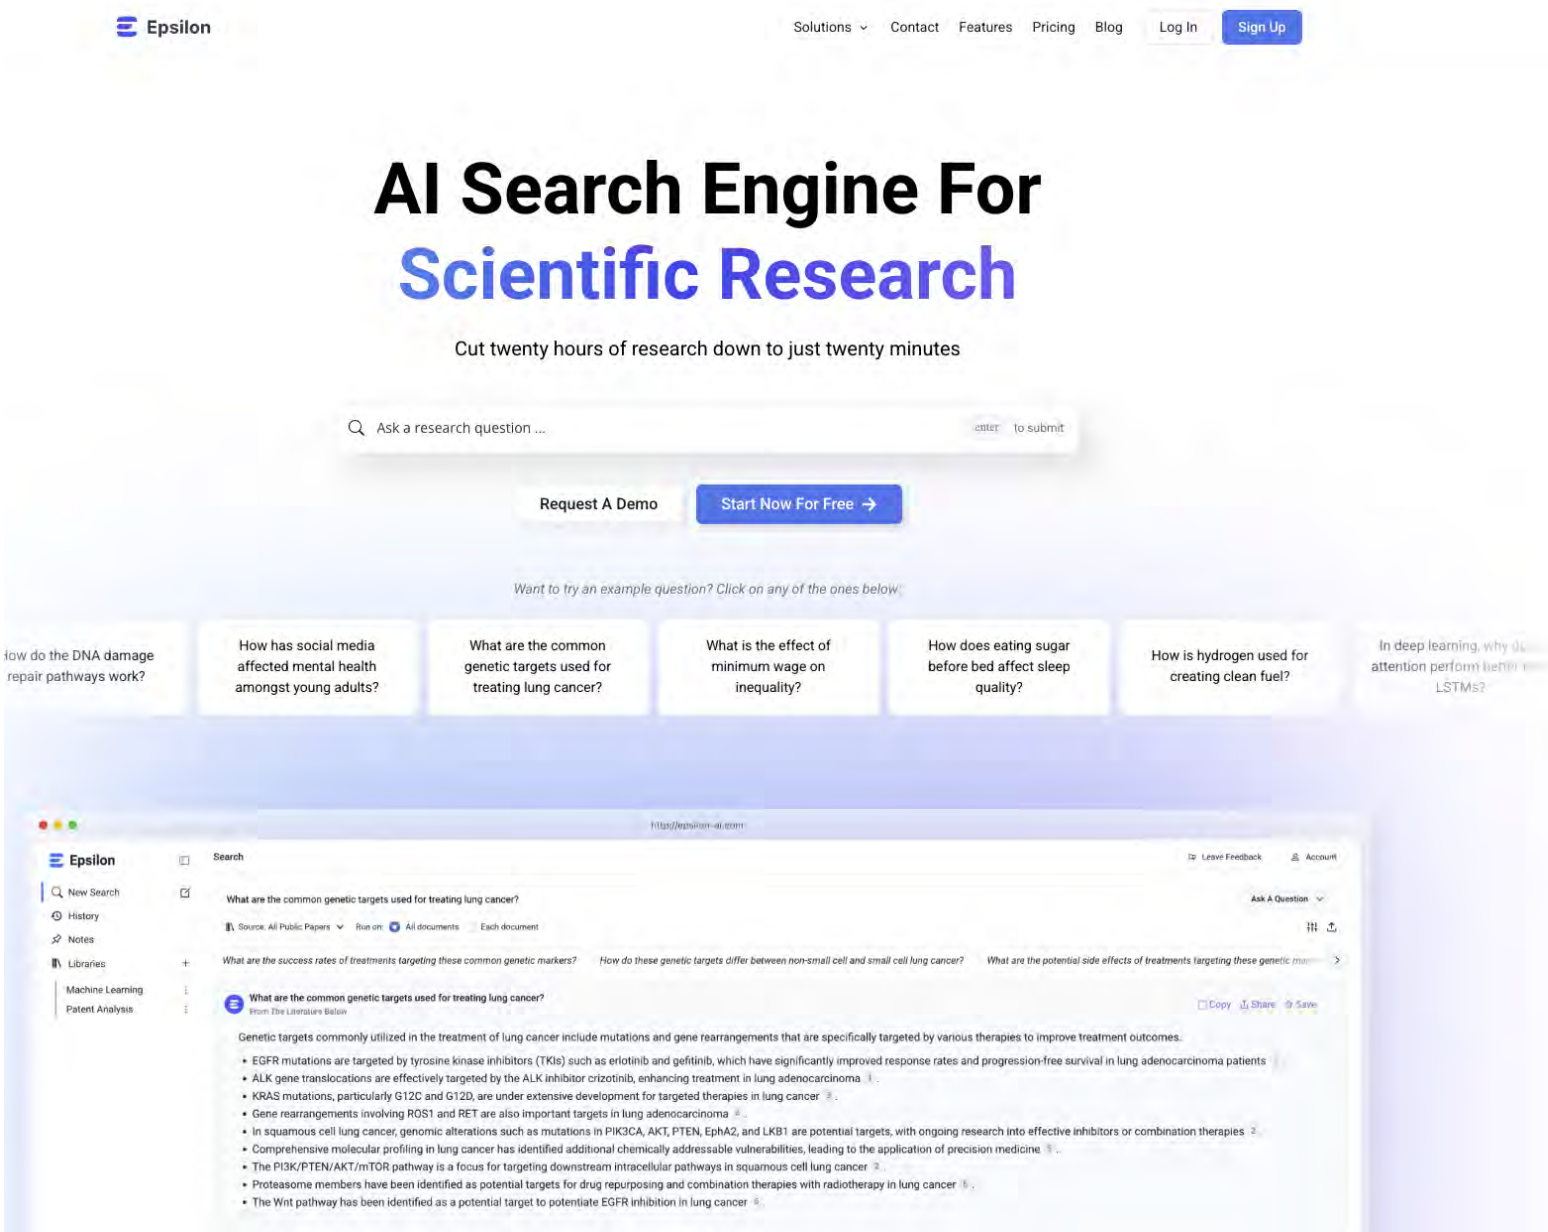 Epsilon
Solutions Contact Features Pricing Blog Log In Sign Up
AI Search Engine For
Scientific Research
Cut twenty hours of research down to just twenty minutes
Ask a research question ...
enter to submit
Request A Demo
Start Now For Free →
Want to try an example question? Click on any of the ones below:
How do the DNA damage
repair pathways work?
How has social media
affected mental health
amongst young adults?
What are the common
genetic targets used for
treating lung cancer?
What is the effect of
minimum wage on
inequality?
How does eating sugar
before bed affect sleep
quality?
How is hydrogen used for
creating clean fuel?
In deep learning, why
attention perform better
LSTMs?
http://epsilon-ai.com
Epsilon
New Search
History
Notes
Libraries +
Machine Learning
Patent Analysis
Search
Leave Feedback
Account
What are the common genetic targets used for treating lung cancer?
Ask A Question
Source: All Public Papers Run on: All documents Each document
What are the success rates of treatments targeting these common genetic markers? How do these genetic targets differ between non-small cell and small cell lung cancer? What are the potential side effects of treatments targeting these genetic
What are the common genetic targets used for treating lung cancer?
From The Literature Below
Copy Share Save
Genetic targets commonly utilized in the treatment of lung cancer include mutations and gene rearrangements that are specifically targeted by various therapies to improve treatment outcomes.
• EGFR mutations are targeted by tyrosine kinase inhibitors (TKIs) such as erlotinib and gefitinib, which have significantly improved response rates and progression-free survival in lung adenocarcinoma patients
• ALK gene translocations are effectively targeted by the ALK inhibitor crizotinib, enhancing treatment in lung adenocarcinoma .
• KRAS mutations, particularly G12C and G12D, are under extensive development for targeted therapies in lung cancer .
• Gene rearrangements involving ROS1 and RET are also important targets in lung adenocarcinoma .
• In squamous cell lung cancer, genomic alterations such as mutations in PIK3CA, AKT, PTEN, EphA2, and LKB1 are potential targets, with ongoing research into effective inhibitors or combination therapies 2 .
• Comprehensive molecular profiling in lung cancer has identified additional chemically addressable vulnerabilities, leading to the application of precision medicine .
• The PI3K/PTEN/AKT/mTOR pathway is a focus for targeting downstream intracellular pathways in squamous cell lung cancer 2 .
• Proteasome members have been identified as potential targets for drug repurposing and combination therapies with radiotherapy in lung cancer .
• The Wnt pathway has been identified as a potential target to potentiate EGFR inhibition in lung cancer .